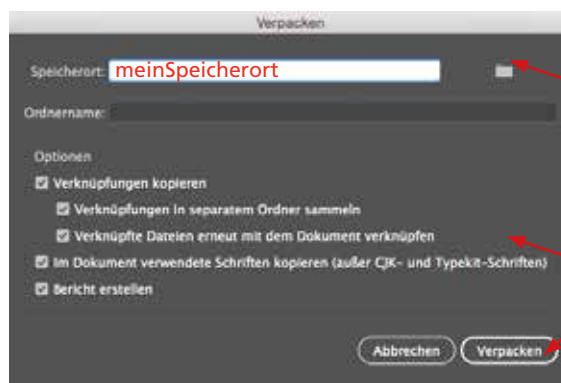 Verpacken
Speicherort: meinSpeicherort
Ordnername:
Optionen
Verknüpfungen kopieren
Verknüpfungen in separatem Ordner sammeln
Verknüpfte Dateien erneut mit dem Dokument verknüpfen
Im Dokument verwendete Schriften kopieren (außer CJK- und Typekit-Schriften)
Bericht erstellen
Abbrechen Verpacken